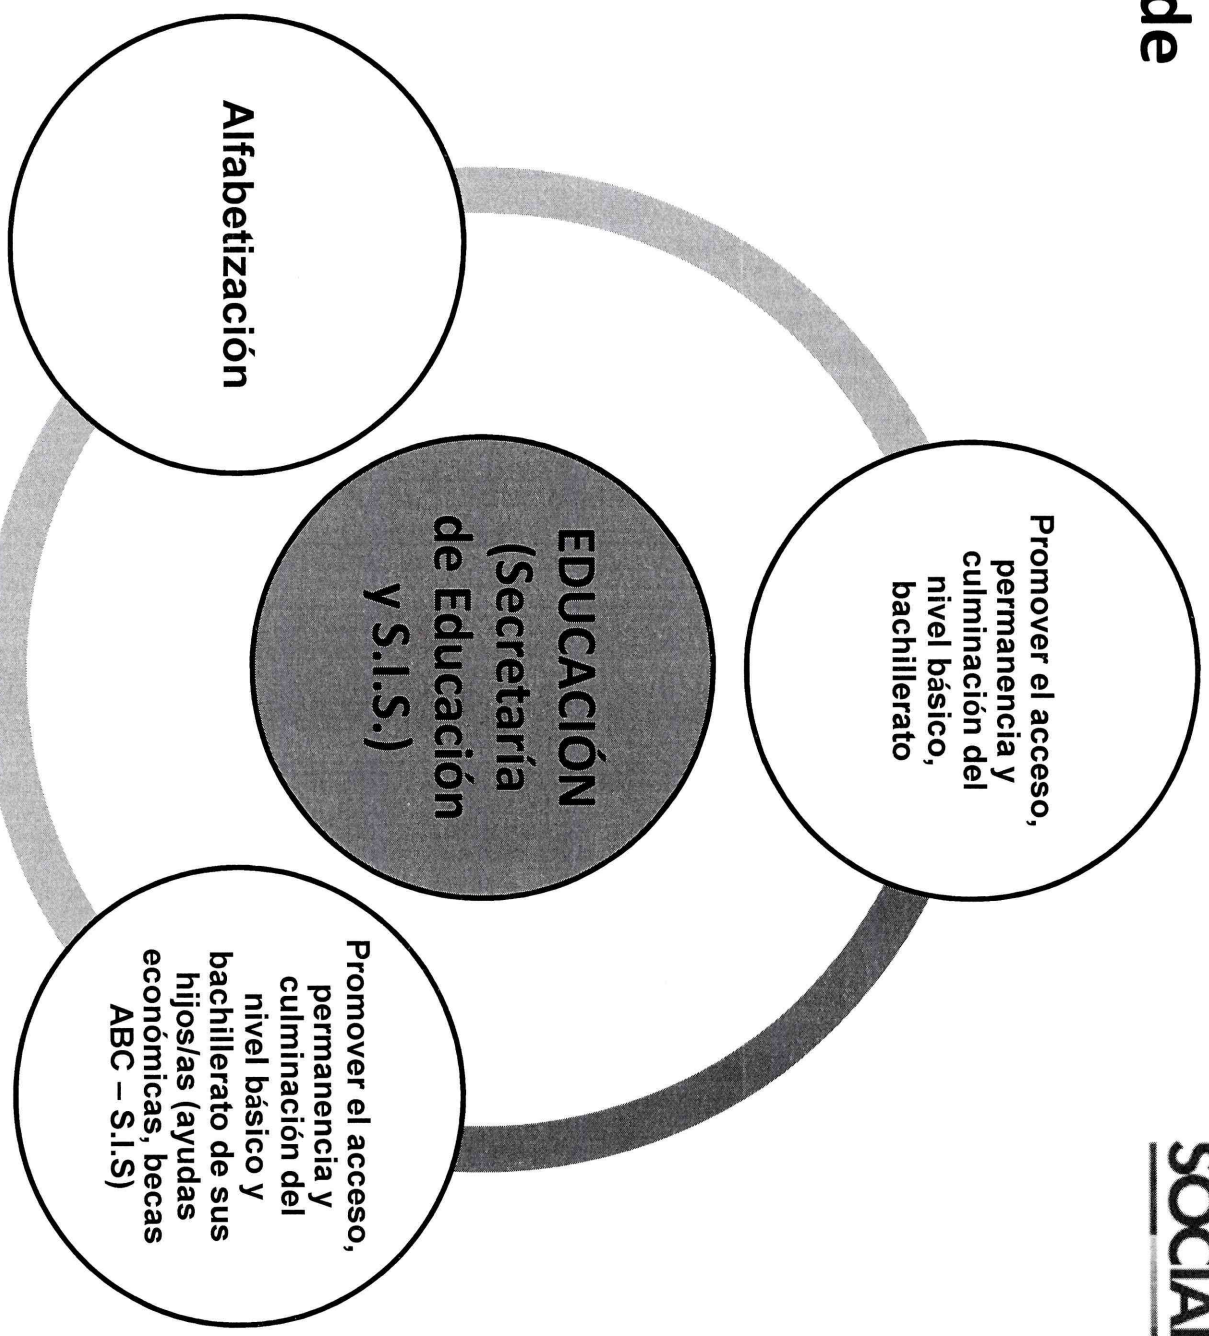 de
SOCIAL
Promover el acceso,
permanencia y
culminación del
nivel básico,
bachillerato
EDUCACIÓN
(Secretaría
de Educación
y S.I.S.)
Alfabetización
Promover el acceso,
permanencia y
culminación del
nivel básico y
bachillerato de sus
hijos/as (ayudas
económicas, becas
ABC – S.I.S)